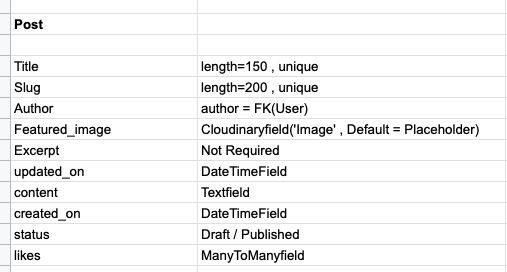 Post
Title length=150 , unique
Slug length=200 , unique
Author author = FK(User)
Featured_image Cloudinaryfield('Image' , Default = Placeholder)
Excerpt Not Required
updated_on DateTimeField
content Textfield
created_on DateTimeField
status Draft / Published
likes ManyToManyfield